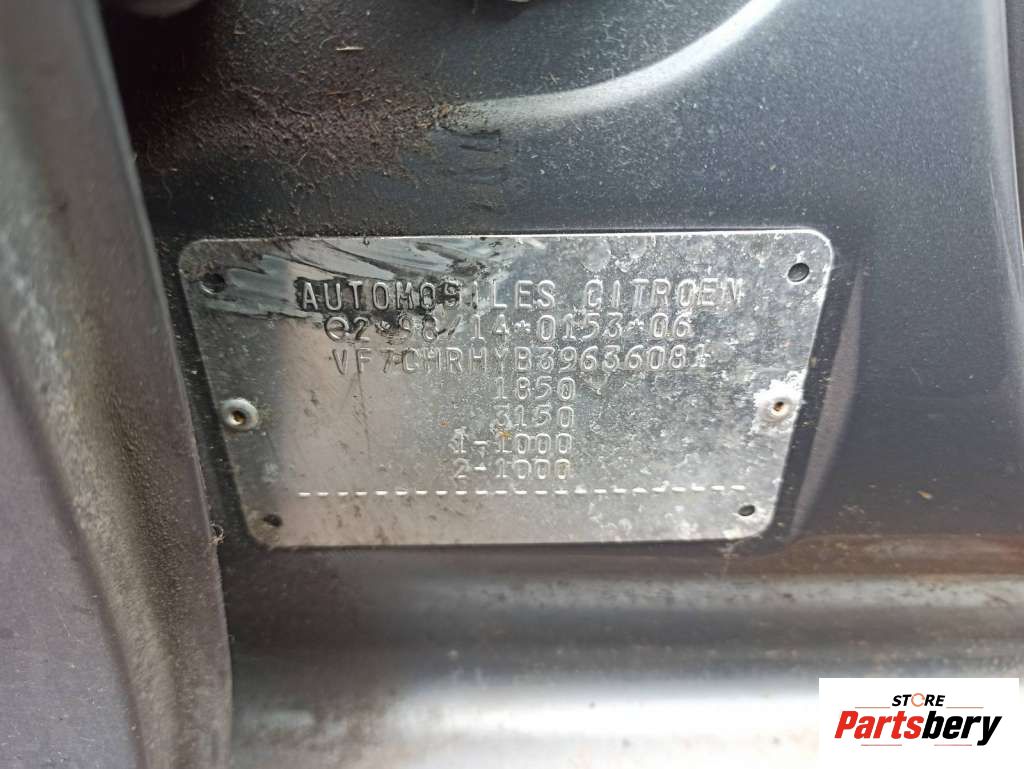 AUTOMOBILES CITROEN
e2*98/14*0153*06
VF7CHRHYB39636081
1850
3150
1-1000
2-1000
STORE
Partsbery